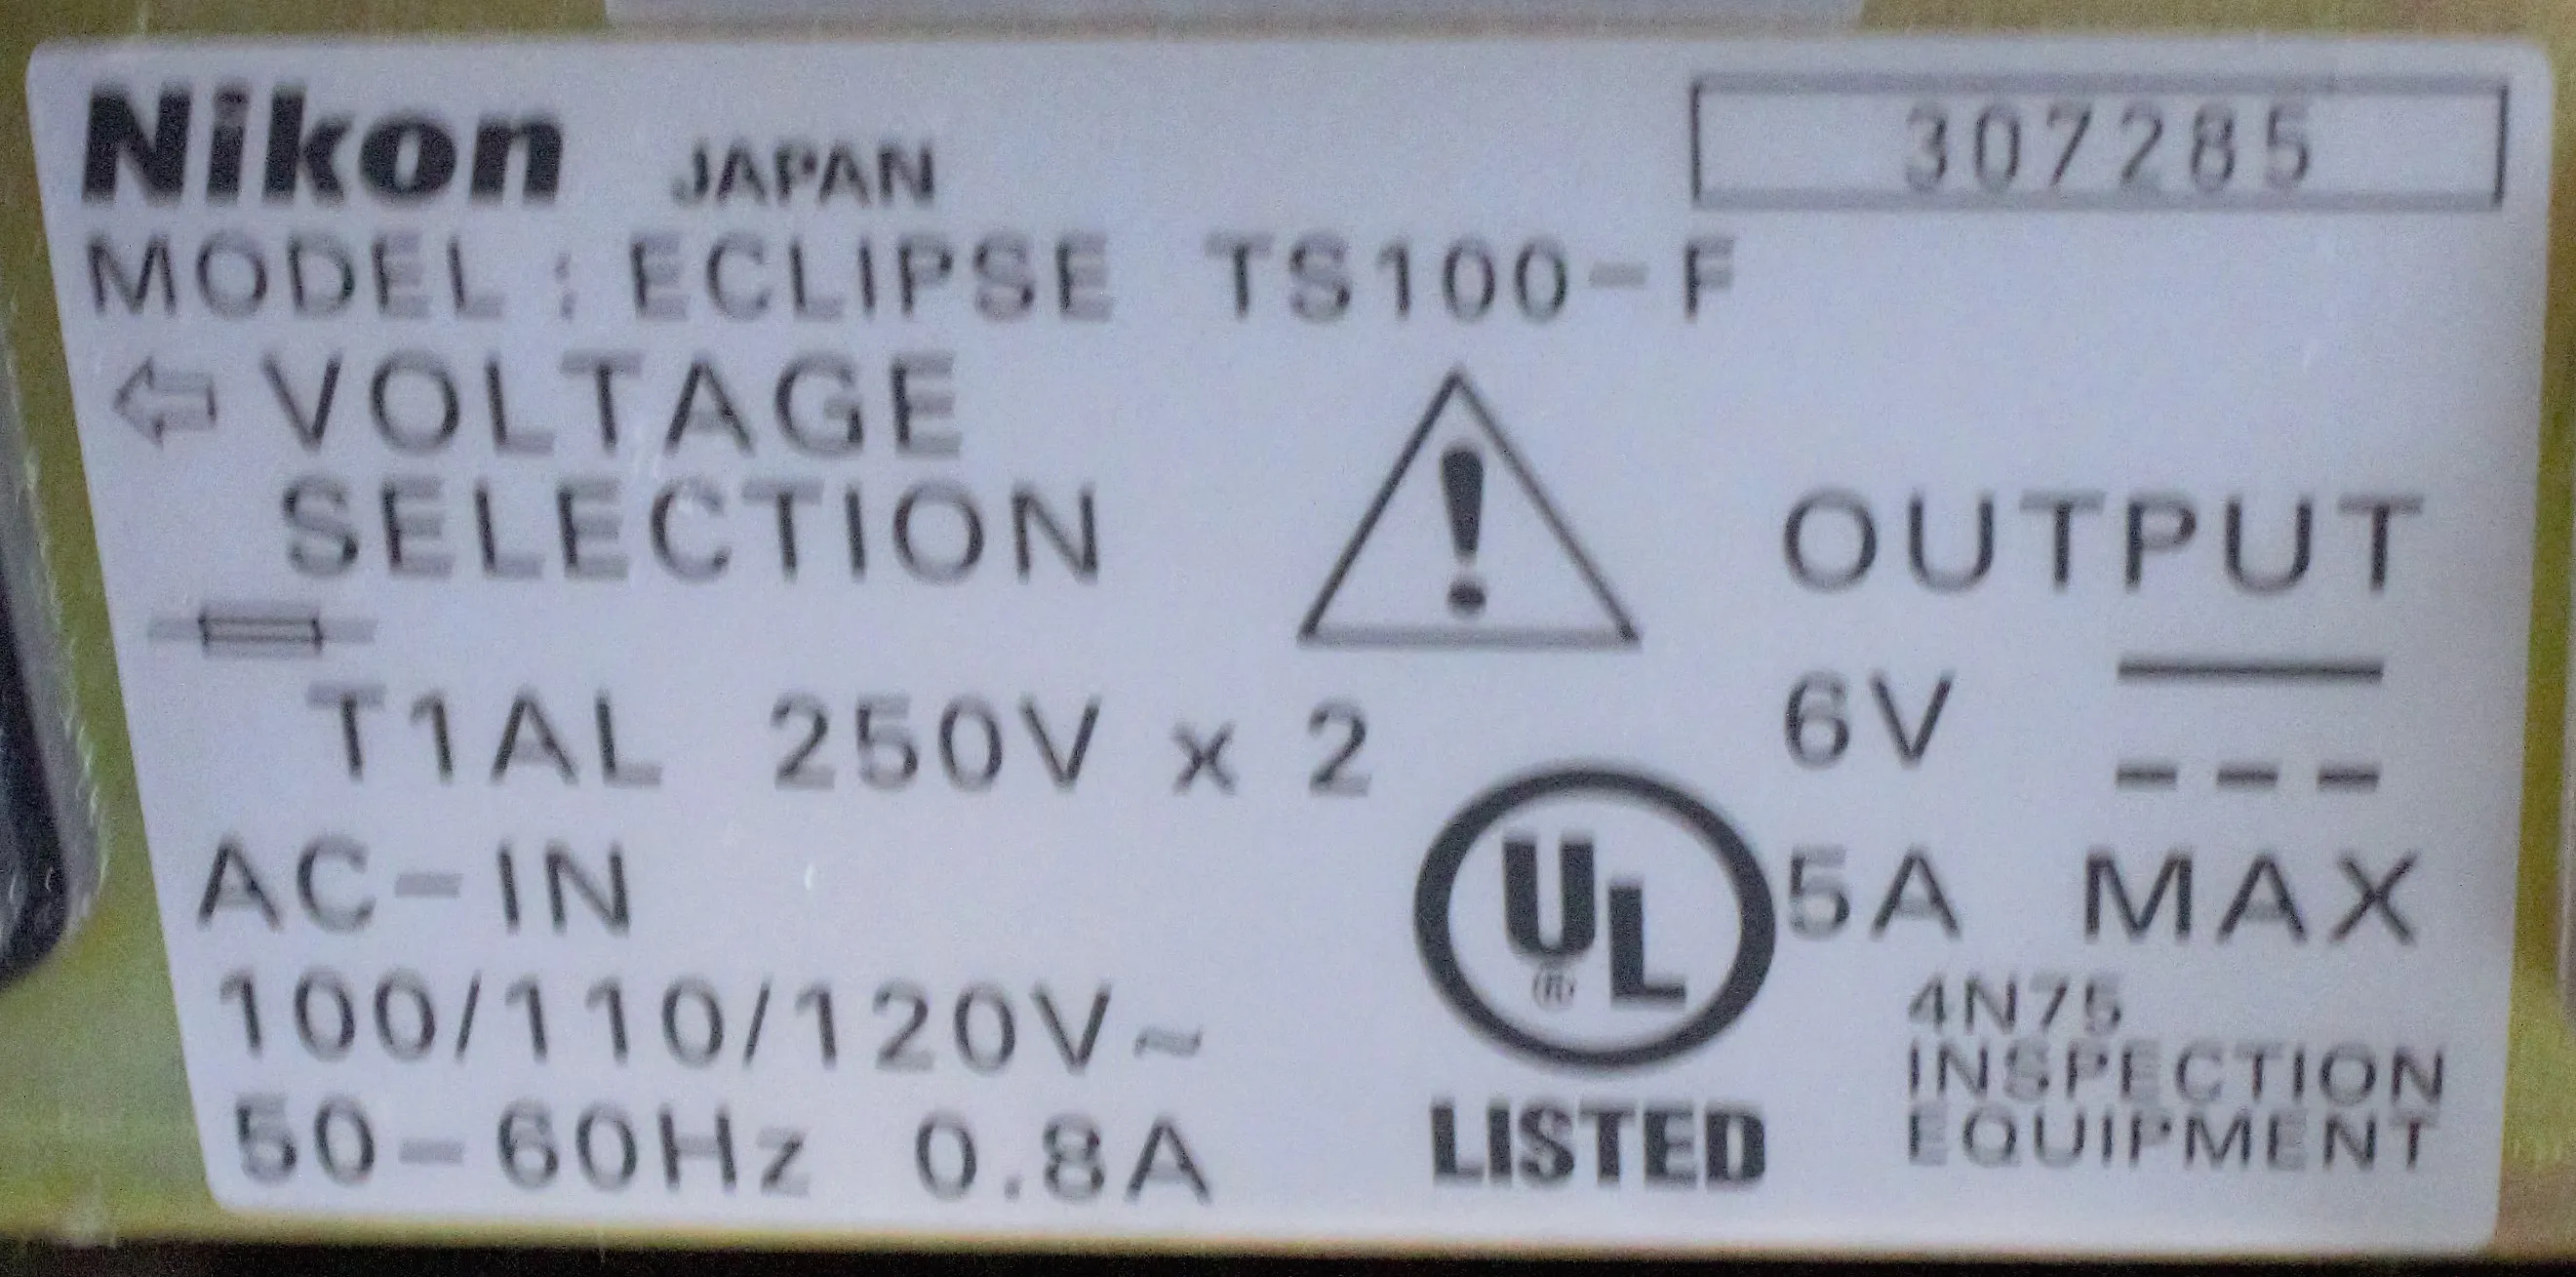 Nikon JAPAN 307285
MODEL : ECLIPSE TS100-F
VOLTAGE
SELECTION
OUTPUT
T1AL 250V x 2
6V
UL
®
AC-IN
5A MAX
100/110/120V~
4N75
INSPECTION
EQUIPMENT
50-60Hz 0.8A
LISTED